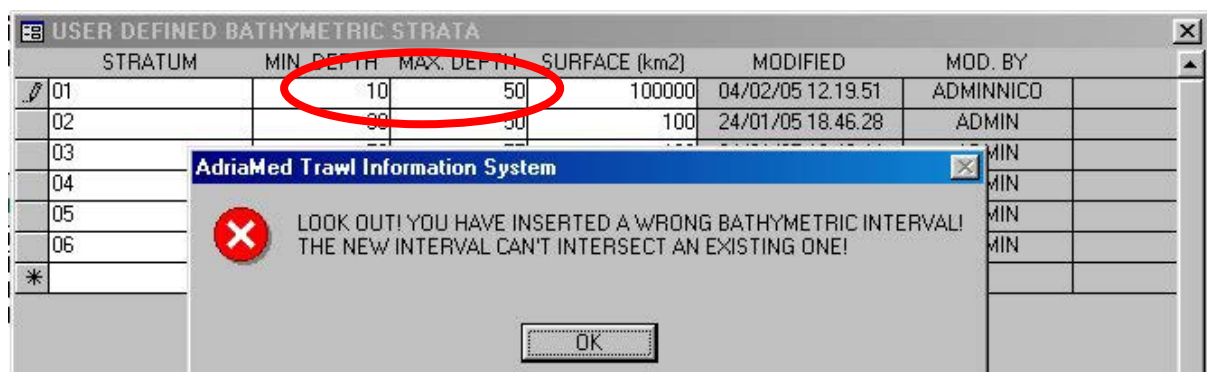 USER DEFINED BATHYMETRIC STRATA
STRATUM MIN. DEPTH MAX. DEPTH SURFACE (km2) MODIFIED MOD. BY
01 10 50 100000 04/02/05 12.19.51 ADMINNICO
02 100 24/01/05 18.46.28 ADMIN
03
AdriaMed Trawl Information System
04
05
06
LOOK OUT! YOU HAVE INSERTED A WRONG BATHYMETRIC INTERVAL!
THE NEW INTERVAL CAN'T INTERSECT AN EXISTING ONE!
OK